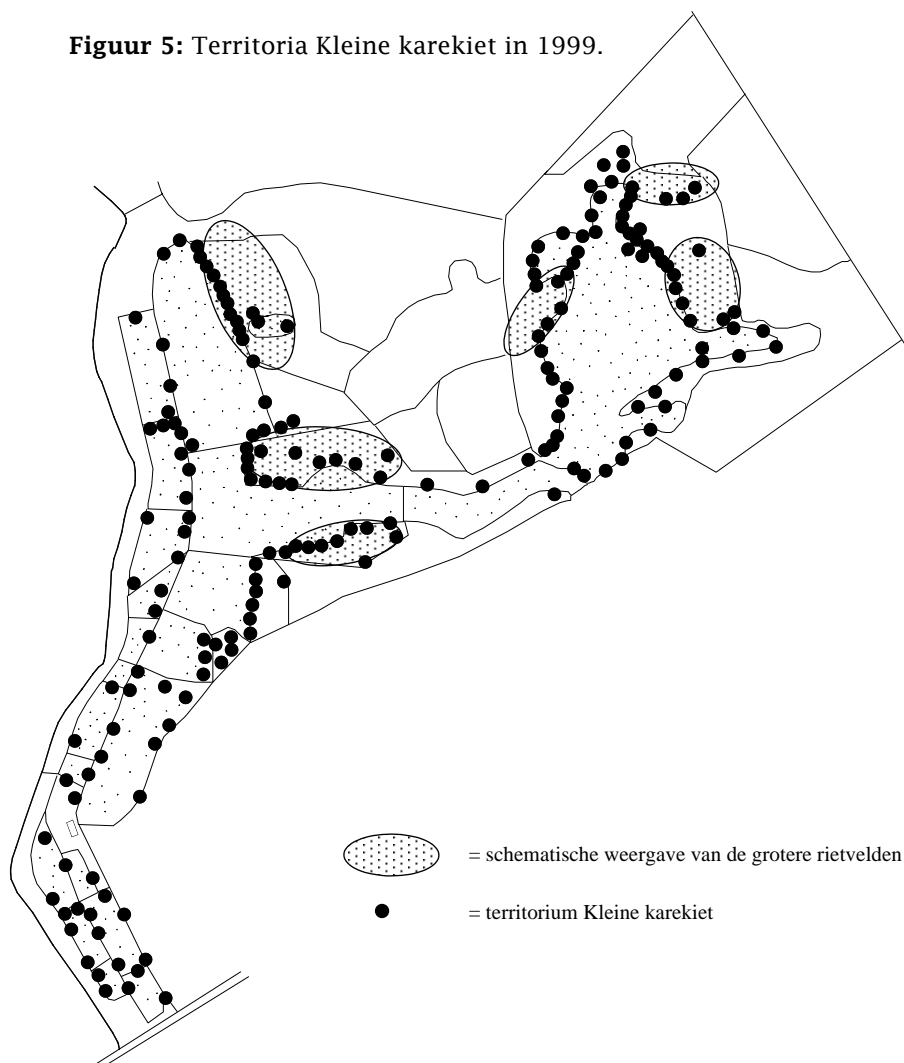 Figuur 5: Territoria Kleine karekiet in 1999.
= schematische weergave van de grotere rietvelden
= territorium Kleine karekiet